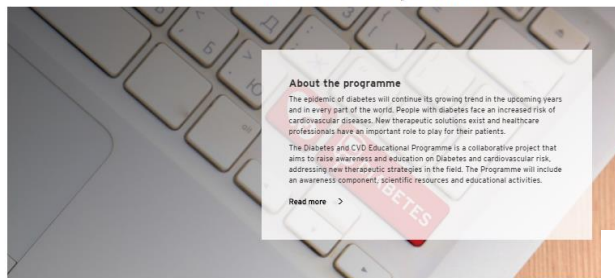 About the programme
The epidemic of diabetes will continue its growing trend in the upcoming years
and in every part of the world. People with diabetes face an increased risk of
cardiovascular diseases. New therapeutic solutions exist and healthcare
professionals have an important role to play for their patients.
The Diabetes and CVD Educational Programme is a collaborative project that
aims to raise awareness and education on Diabetes and cardiovascular risk,
addressing new therapeutic strategies in the field. The Programme will include
an awareness component, scientific resources and educational activities.
Read more >
DIABETES